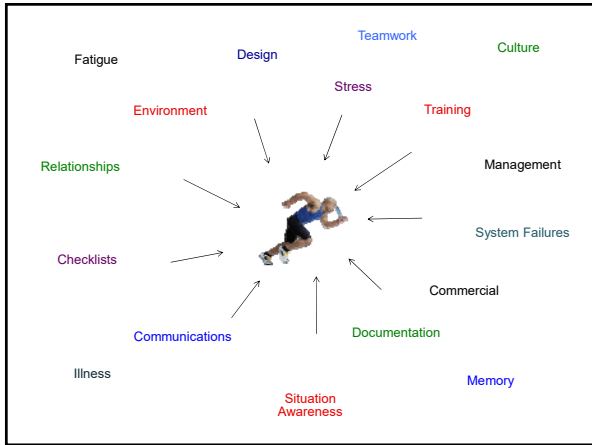 Teamwork
Culture
Design
Fatigue
Stress
Environment
Training
Relationships
Management
System Failures
Checklists
Commercial
Communications
Documentation
Illness
Memory
Situation
Awareness